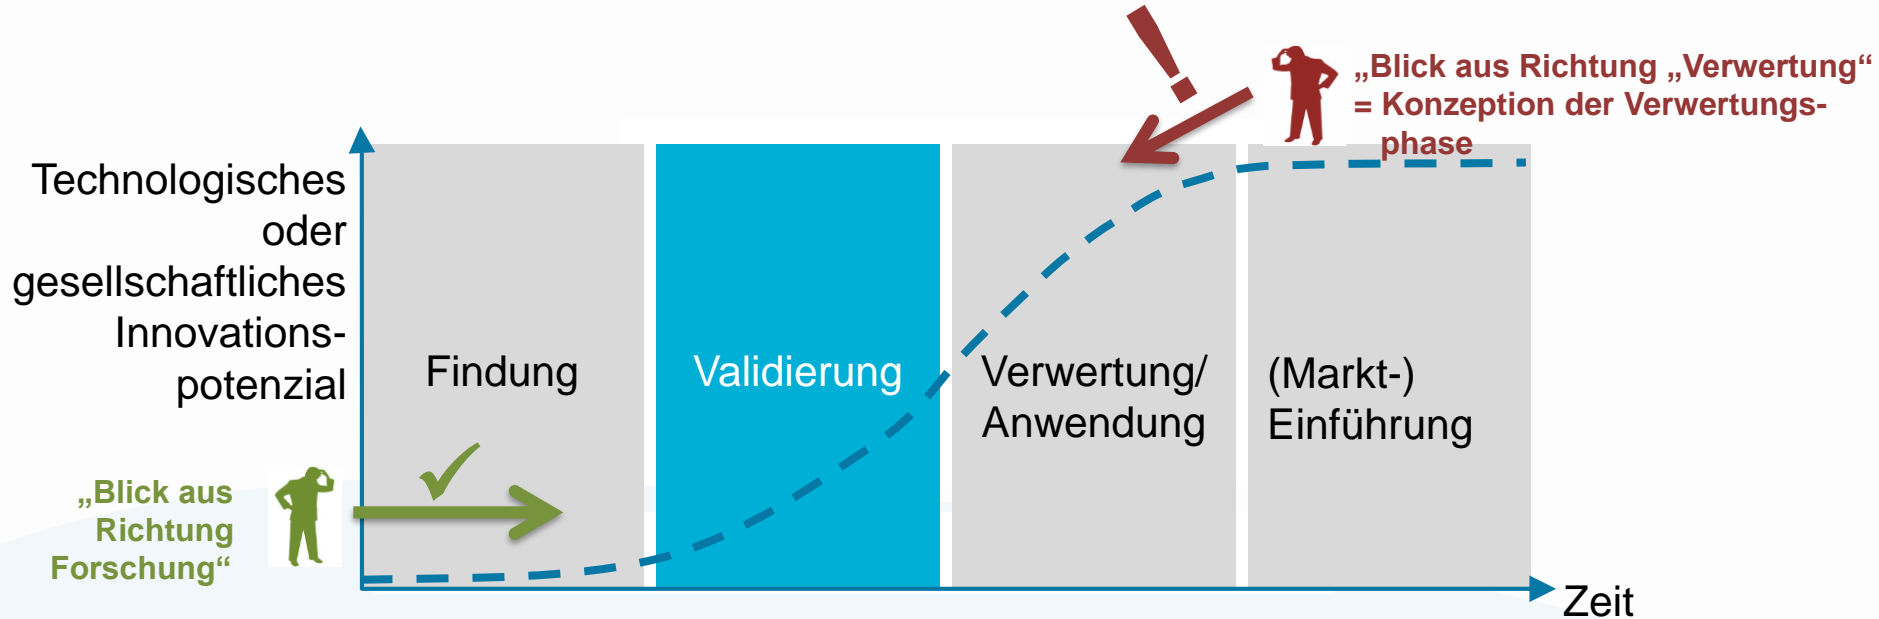 „Blick aus Richtung „Verwertung“
= Konzeption der Verwertungs-
phase
Technologisches
oder
gesellschaftliches
Innovations-
potenzial
Findung
Validierung
Verwertung/
Anwendung
(Markt-)
Einführung
„Blick aus
Richtung
Forschung“
Zeit